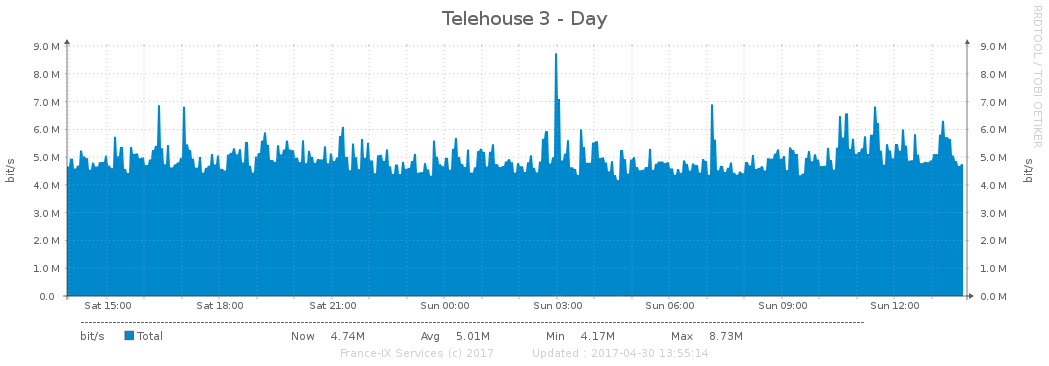 Telehouse 3 - Day
RRDTOOL / TOBI OETIKER
bit/s
9.0 M 9.0 M
8.0 M 8.0 M
7.0 M 7.0 M
6.0 M 6.0 M
5.0 M 5.0 M
4.0 M 4.0 M
3.0 M 3.0 M
2.0 M 2.0 M
1.0 M 1.0 M
0.0 0.0 M
bit/s
Sat 15:00 Sat 18:00 Sat 21:00 Sun 00:00 Sun 03:00 Sun 06:00 Sun 09:00 Sun 12:00
bit/s Total Now 4.74M Avg 5.01M Min 4.17M Max 8.73M
France-IX Services (c) 2017 Updated : 2017-04-30 13:55:14